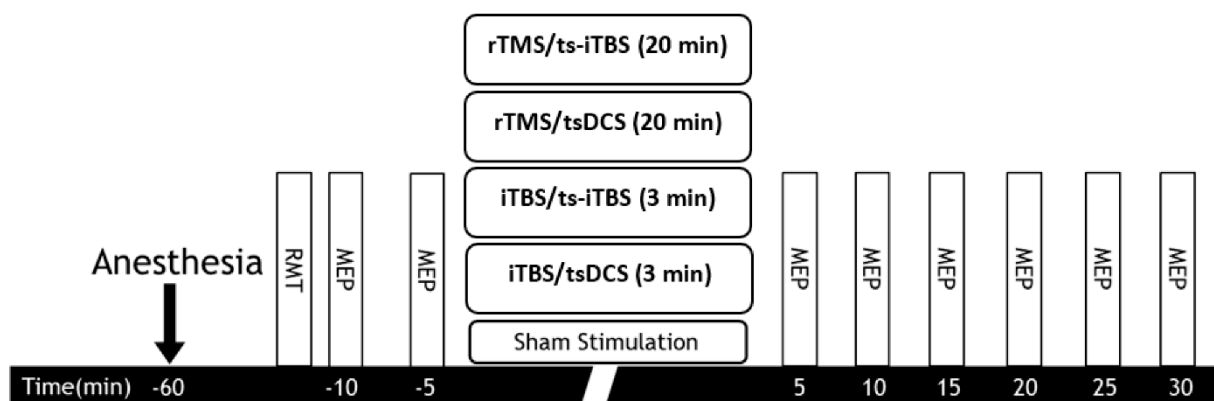 rTMS/ts-iTBS (20 min)
rTMS/tsDCS (20 min)
iTBS/ts-iTBS (3 min)
iTBS/tsDCS (3 min)
Sham Stimulation
Anesthesia
RMT
MEP
MEP
MEP
MEP
MEP
MEP
MEP
MEP
Time(min) -60 -10 -5 5 10 15 20 25 30